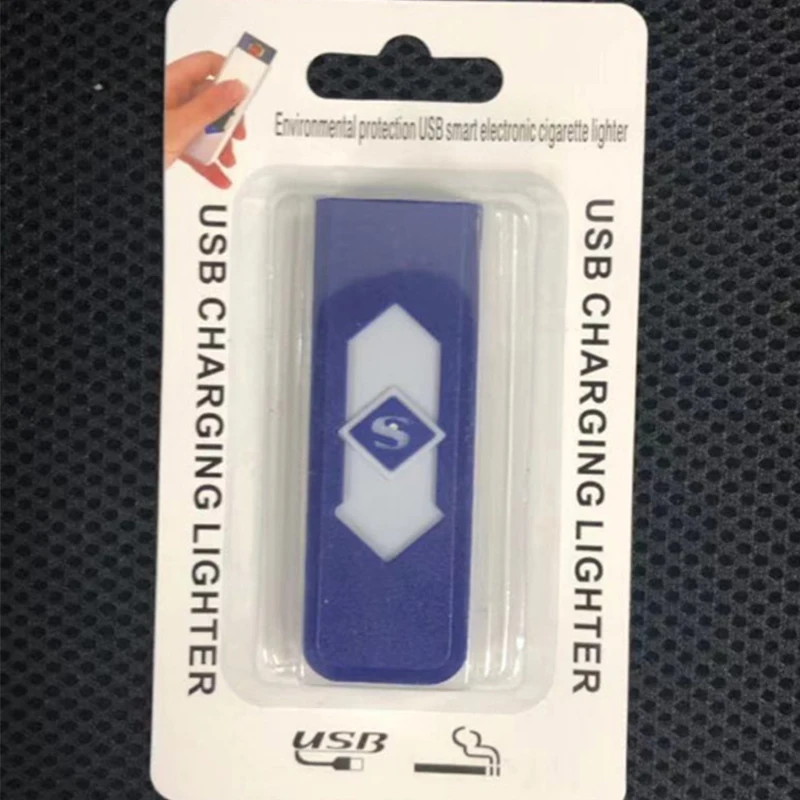 Environmental protection USB smart electronic cigarette lighter
USB CHARGING LIGHTER
S
USB CHARGING LIGHTER
USB